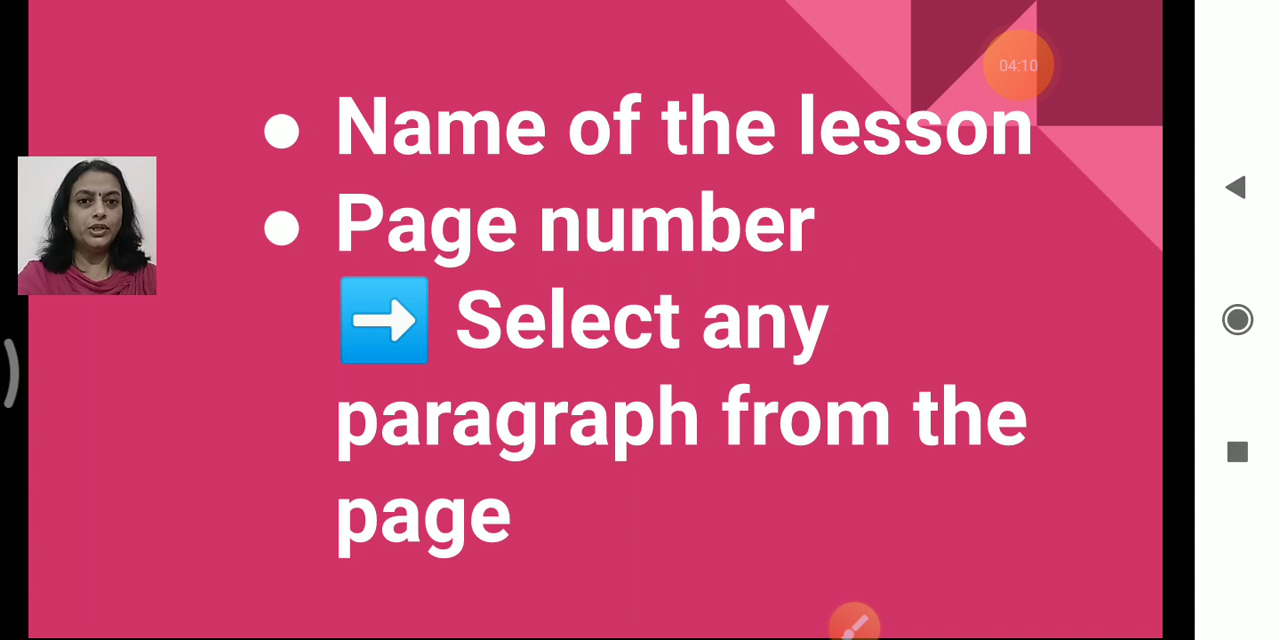 04:10
● Name of the lesson
● Page number
➡️ Select any
paragraph from the
page